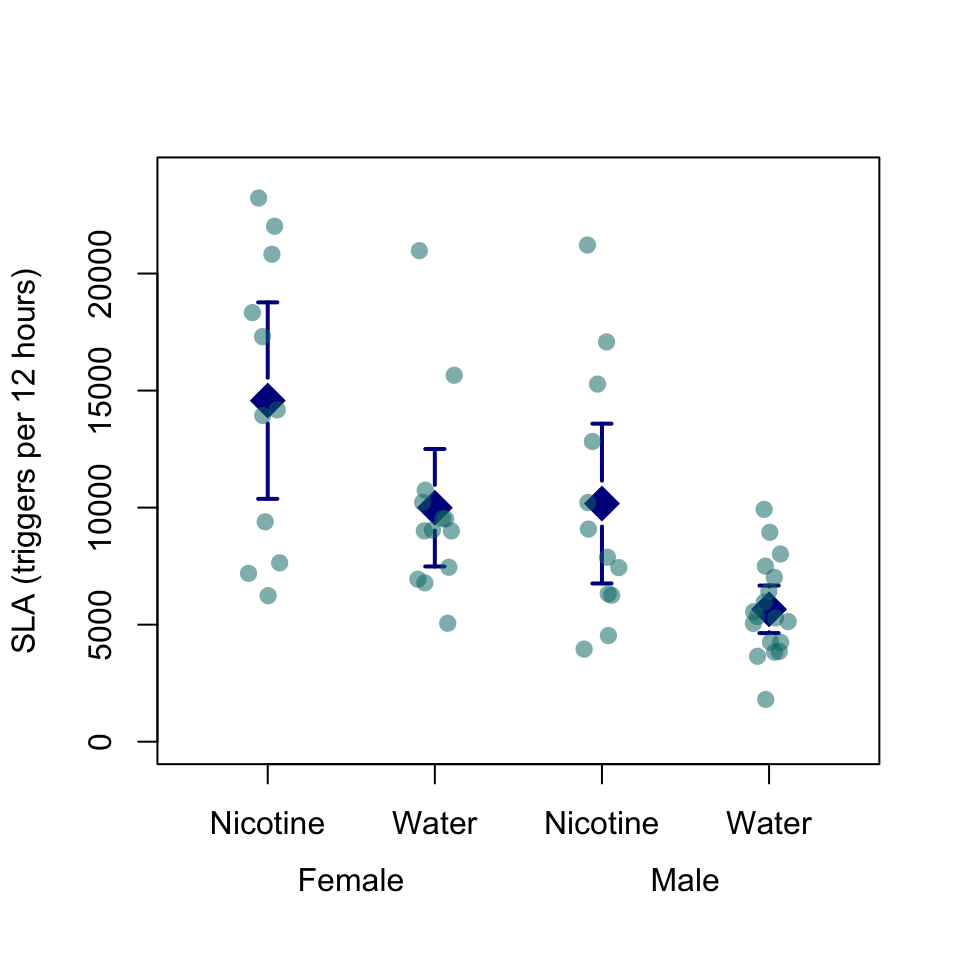 SLA (triggers per 12 hours)
20000
15000
10000
5000
0
Nicotine Water Nicotine Water
Female Male